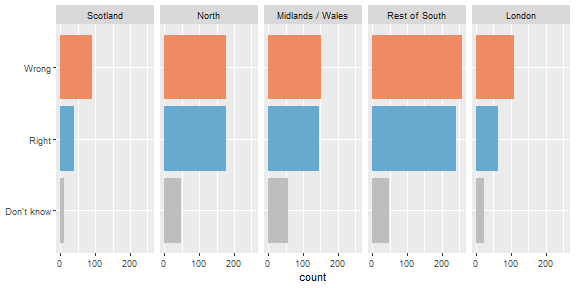 Scotland North Midlands / Wales Rest of South London
Wrong
Right
Don't know
0 100 200 0 100 200 0 100 200 0 100 200 0 100 200
count